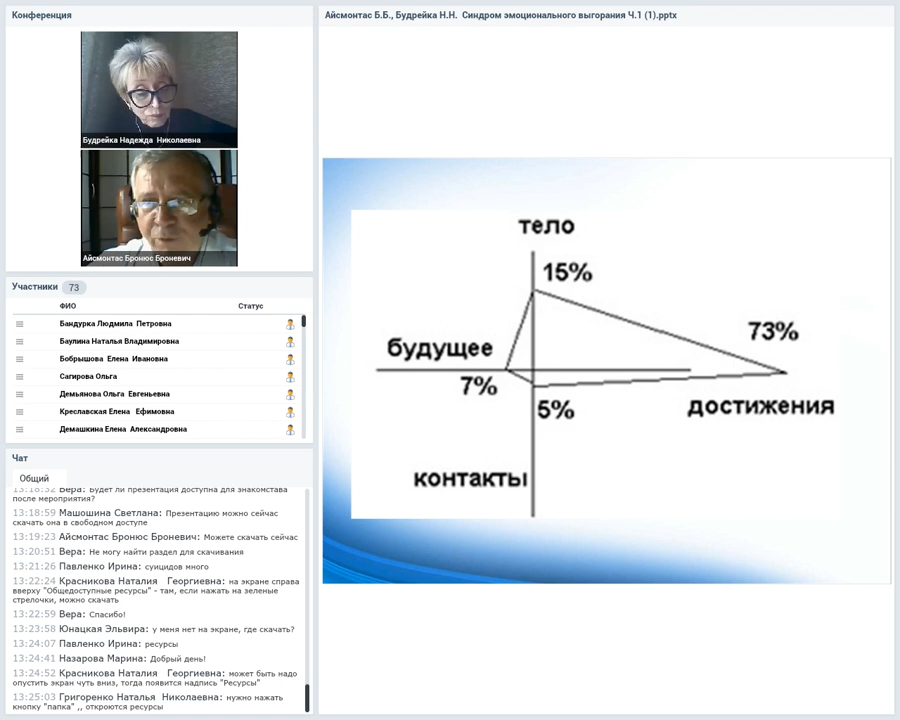 Конференция
Будрейка Надежда Николаевна
Айсмонтас Бронюс Броневич
Участники 73
ФИО Статус
Бандурка Людмила Петровна
Баулина Наталья Владимировна
Бобрышова Елена Ивановна
Сапирова Ольга
Демьянова Ольга Евгеньевна
Креславская Елена Ефимовна
Демашкина Елена Александровна
Чат
Общий
13:18:52 Вера: Будет ли презентация доступна для знакомстава
после мероприятия?
13:18:59 Машошина Светлана: Презентацию можно сейчас
скачать она в свободном доступе
13:19:23 Айсмонтас Бронюс Броневич: Можете скачать сейчас
13:20:51 Вера: Не могу найти раздел для скачивания
13:21:26 Павленко Ирина: суицидов много
13:22:24 Красникова Наталия Георгиевна: на экране справа
вверху "Общедоступные ресурсы" - там, если нажать на зеленые
стрелочки, можно скачать
13:22:59 Вера: Спасибо!
13:23:58 Юнацкая Эльвира: у меня нет на экране, где скачать?
13:24:07 Павленко Ирина: ресурсы
13:24:41 Назарова Марина: Добрый день!
13:24:52 Красникова Наталия Георгиевна: может быть надо
опустить экран чуть вниз, тогда появится надпись "Ресурсы"
13:25:03 Григоренко Наталья Николаевна: нужно нажать
кнопку "папка" ,, откроются ресурсы
Айсмонтас Б.Б., Будрейка Н.Н. Синдром эмоционального выгорания Ч.1 (1).pptx
тело
15%
73%
будущее
7%
5%
достижения
контакты